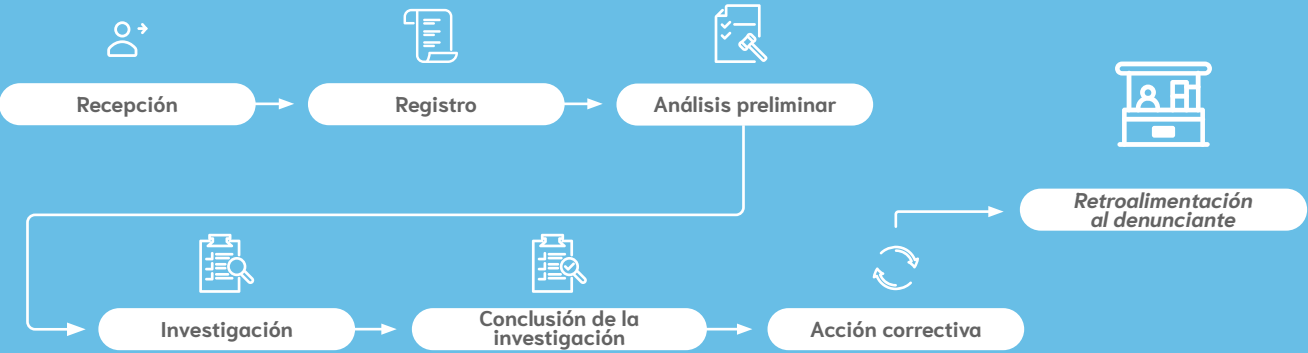 Recepción
Registro
Análisis preliminar
Retroalimentación
al denunciante
Investigación
Conclusión de la
investigación
Acción correctiva